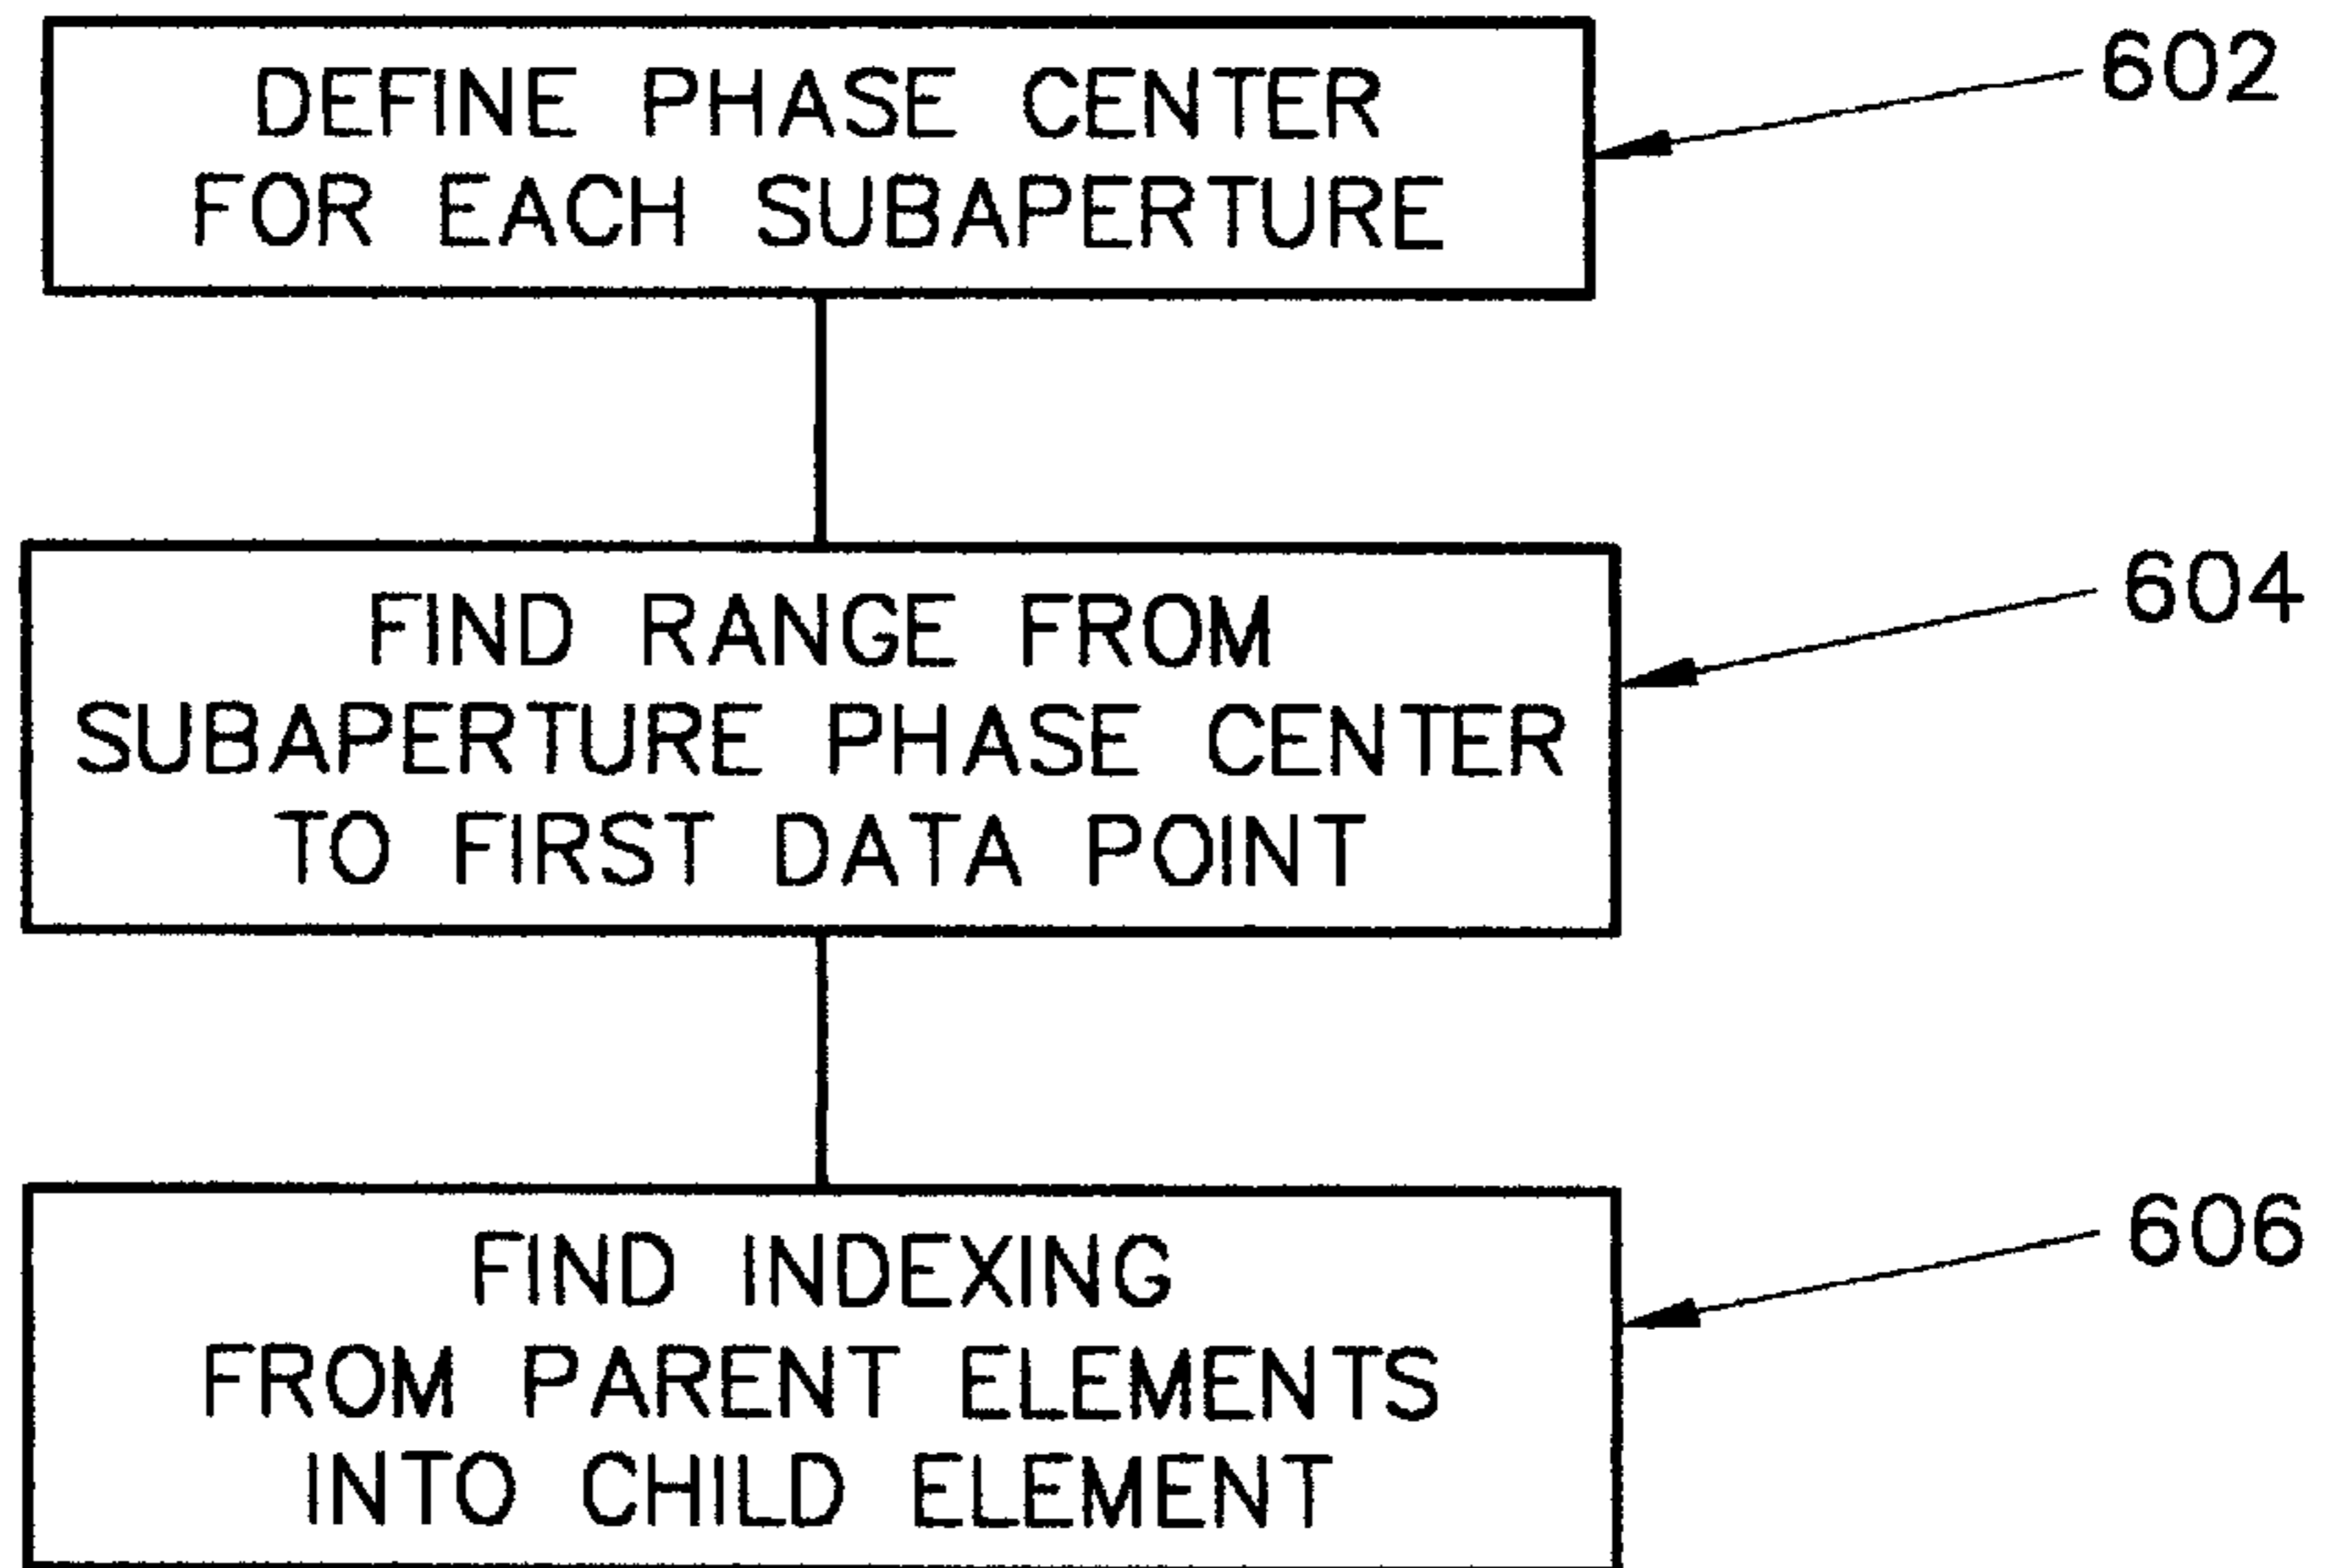 DEFINE PHASE CENTER
FOR EACH SUBAPERTURE
602
FIND RANGE FROM
SUBAPERTURE PHASE CENTER
TO FIRST DATA POINT
604
FIND INDEXING
FROM PARENT ELEMENTS
INTO CHILD ELEMENT
606